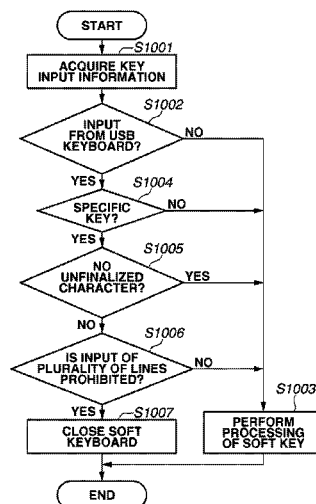 START
S1001
ACQUIRE KEY
INPUT INFORMATION
S1002
INPUT
FROM USB
KEYBOARD?
NO
YES
S1004
SPECIFIC
KEY?
NO
YES
S1005
NO
UNFINALIZED
CHARACTER?
YES
NO
S1006
IS INPUT OF
PLURALITY OF LINES
PROHIBITED?
NO
YES
S1007
CLOSE SOFT
KEYBOARD
S1003
PERFORM
PROCESSING
OF SOFT KEY
END